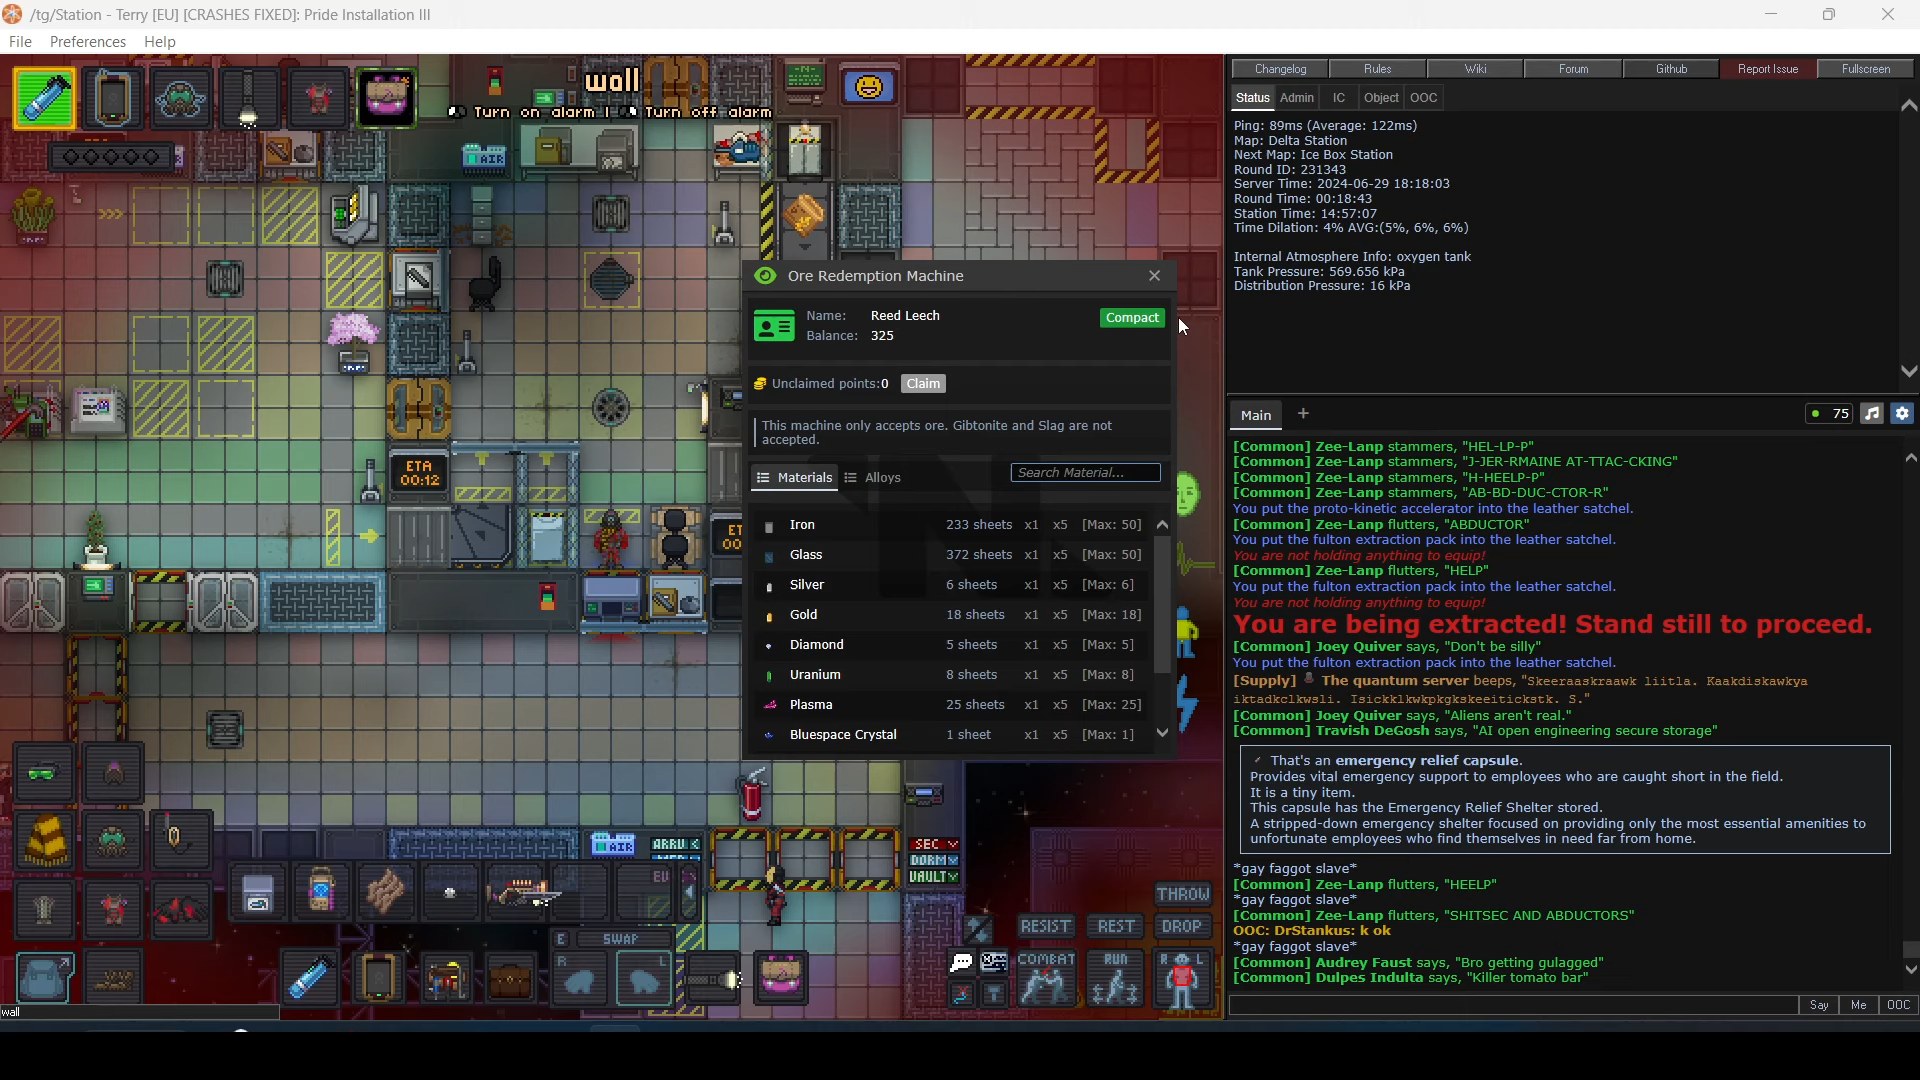 /tg/Station - Terry [EU] [CRASHES FIXED]: Pride Installation III
File Preferences Help
wall
Turn on alarm | Turn off alarm
AIR
ETA
00:12
ET
00
AIR
ARRU
SEC
DORM
VAULT
EV
E SWAP
R L
THROW
RESIST REST DROP
COMBAT RUN R L
wall
Ore Redemption Machine
Name: Reed Leech
Compact
Balance: 325
Unclaimed points:0 Claim
This machine only accepts ore. Gibtonite and Slag are not
accepted.
Materials Alloys Search Material...
Iron 233 sheets x1 x5 [Max: 50]
Glass 372 sheets x1 x5 [Max: 50]
Silver 6 sheets x1 x5 [Max: 6]
Gold 18 sheets x1 x5 [Max: 18]
Diamond 5 sheets x1 x5 [Max: 5]
Uranium 8 sheets x1 x5 [Max: 8]
Plasma 25 sheets x1 x5 [Max: 25]
Bluespace Crystal 1 sheet x1 x5 [Max: 1]
Changelog Rules Wiki Forum Github Report Issue Fullscreen
Status Admin IC Object OOC
Ping: 89ms (Average: 122ms)
Map: Delta Station
Next Map: Ice Box Station
Round ID: 231343
Server Time: 2024-06-29 18:18:03
Round Time: 00:18:43
Station Time: 14:57:07
Time Dilation: 4% AVG:(5%, 6%, 6%)
Internal Atmosphere Info: oxygen tank
Tank Pressure: 569.656 kPa
Distribution Pressure: 16 kPa
Main + 75
[Common] Zee-Lanp stammers, "HEL-LP-P"
[Common] Zee-Lanp stammers, "J-JER-RMAINE AT-TTAC-CKING"
[Common] Zee-Lanp stammers, "H-HEELP-P"
[Common] Zee-Lanp stammers, "AB-BD-DUC-CTOR-R"
You put the proto-kinetic accelerator into the leather satchel.
[Common] Zee-Lanp flutters, "ABDUCTOR"
You put the fulton extraction pack into the leather satchel.
You are not holding anything to equip!
[Common] Zee-Lanp flutters, "HELP"
You put the fulton extraction pack into the leather satchel.
You are not holding anything to equip!
You are being extracted! Stand still to proceed.
[Common] Joey Quiver says, "Don't be silly"
You put the fulton extraction pack into the leather satchel.
[Supply] The quantum server beeps, "Skeeraaskraawk liitla. Kaakdiskawkya
iktadkclkwsli. Isickklkwkpkgkskeeitickstk. S."
[Common] Joey Quiver says, "Aliens aren't real."
[Common] Travish DeGosh says, "AI open engineering secure storage"
That's an emergency relief capsule.
Provides vital emergency support to employees who are caught short in the field.
It is a tiny item.
This capsule has the Emergency Relief Shelter stored.
A stripped-down emergency shelter focused on providing only the most essential amenities to
unfortunate employees who find themselves in need far from home.
*gay faggot slave*
[Common] Zee-Lanp flutters, "HEELP"
*gay faggot slave*
[Common] Zee-Lanp flutters, "SHITSEC AND ABDUCTORS"
OOC: DrStankus: k ok
*gay faggot slave*
[Common] Audrey Faust says, "Bro getting gulagged"
[Common] Dulpes Indulta says, "Killer tomato bar"
Say Me OOC